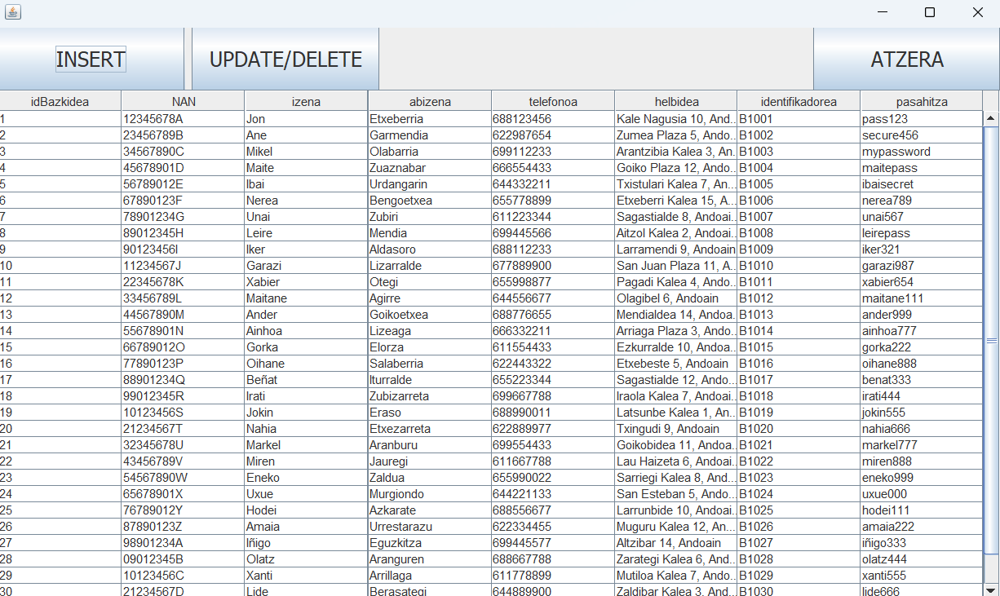 INSERT UPDATE/DELETE ATZERA
idBazkidea NAN izena abizena telefonoa helbidea identifikadorea pasahitza
1 12345678A Jon Etxeberria 688123456 Kale Nagusia 10, And... B1001 pass123
2 23456789B Ane Garmendia 622987654 Zumea Plaza 5, Ando... B1002 secure456
3 34567890C Mikel Olabarria 699112233 Arantzibia Kalea 3, An... B1003 mypassword
4 45678901D Maite Zuaznabar 666554433 Goiko Plaza 12, Ando... B1004 maitepass
5 56789012E Ibai Urdangarin 644332211 Txistulari Kalea 7, An... B1005 ibaisecret
6 67890123F Nerea Bengoetxea 655778899 Etxeberri Kalea 15, A... B1006 nerea789
7 78901234G Unai Zubiri 611223344 Sagastialde 8, Andoai... B1007 unai567
8 89012345H Leire Mendia 699445566 Aitzol Kalea 2, Andoai... B1008 leirepass
9 90123456I Iker Aldasoro 688112233 Larramendi 9, Andoain B1009 iker321
10 11234567J Garazi Lizarralde 677889900 San Juan Plaza 11, A... B1010 garazi987
11 22345678K Xabier Otegi 655998877 Pagadi Kalea 4, Ando... B1011 xabier654
12 33456789L Maitane Agirre 644556677 Olagibel 6, Andoain B1012 maitane111
13 44567890M Ander Goikoetxea 688776655 Mendialdea 14, Andoa... B1013 ander999
14 55678901N Ainhoa Lizeaga 666332211 Arriaga Plaza 3, Ando... B1014 ainhoa777
15 66789012O Gorka Elorza 611554433 Ezkurralde 10, Andoa... B1015 gorka222
16 77890123P Oihane Salaberria 622443322 Etxebeste 5, Andoain B1016 oihane888
17 88901234Q Beñat Iturralde 655223344 Sagastialde 12, Ando... B1017 benat333
18 99012345R Irati Zubizarreta 699667788 Iraola Kalea 7, Andoai... B1018 irati444
19 10123456S Jokin Eraso 688990011 Latsunbe Kalea 1, An... B1019 jokin555
20 21234567T Nahia Etxezarreta 622889977 Txingudi 9, Andoain B1020 nahia666
21 32345678U Markel Aranburu 699554433 Goikobidea 11, Andoa... B1021 markel777
22 43456789V Miren Jauregi 611667788 Lau Haizeta 6, Andoai... B1022 miren888
23 54567890W Eneko Zaldua 655990022 Sarriegi Kalea 8, And... B1023 eneko999
24 65678901X Uxue Murgiondo 644221133 San Esteban 5, Ando... B1024 uxue000
25 76789012Y Hodei Azkarate 688556677 Larrunbide 10, Andoai... B1025 hodei111
26 87890123Z Amaia Urrestarazu 622334455 Muguru Kalea 12, An... B1026 amaia222
27 98901234A Iñigo Eguzkitza 699445577 Altzibar 14, Andoain B1027 iñigo333
28 09012345B Olatz Aranguren 688667788 Zarategi Kalea 6, And... B1028 olatz444
29 10123456C Xanti Arrillaga 611778899 Mutiloa Kalea 7, Ando... B1029 xanti555
30 21234567D Lide Berasategi 644889900 Zaldibar Kalea 3, And... B1030 lide666